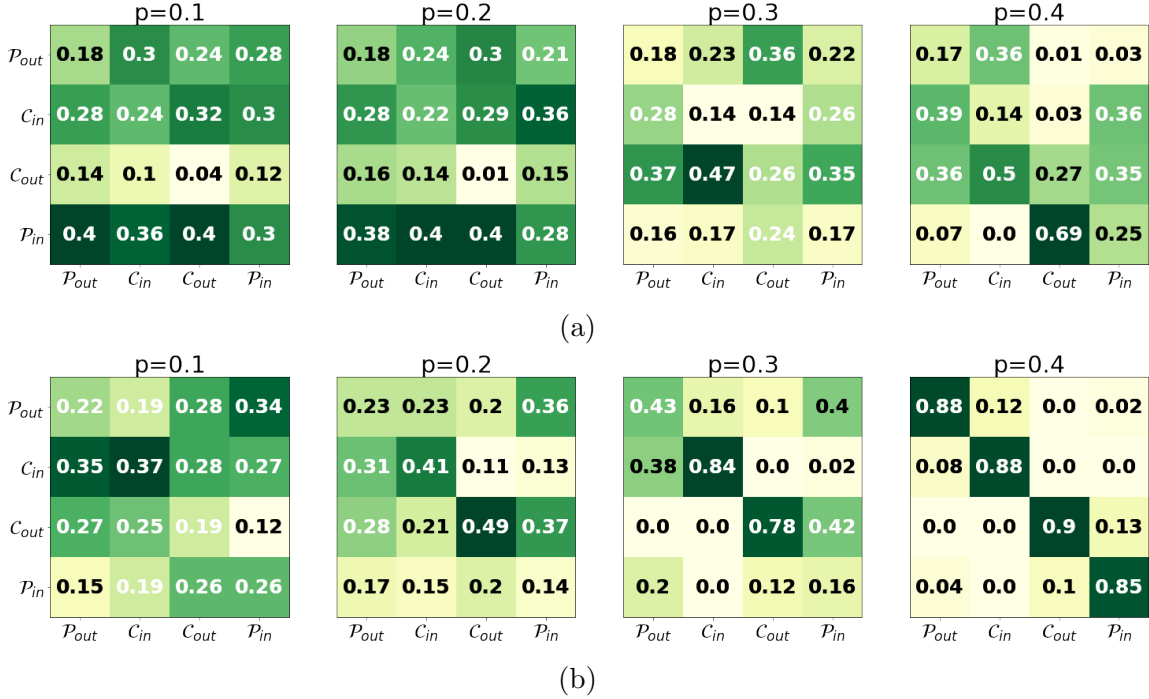 p=0.1 p=0.2 p=0.3 p=0.4
𝒫out 0.18 0.3 0.24 0.28 0.18 0.24 0.3 0.21 0.18 0.23 0.36 0.22 0.17 0.36 0.01 0.03
𝒞in 0.28 0.24 0.32 0.3 0.28 0.22 0.29 0.36 0.28 0.14 0.14 0.26 0.39 0.14 0.03 0.36
𝒞out 0.14 0.1 0.04 0.12 0.16 0.14 0.01 0.15 0.37 0.47 0.26 0.35 0.36 0.5 0.27 0.35
𝒫in 0.4 0.36 0.4 0.3 0.38 0.4 0.4 0.28 0.16 0.17 0.24 0.17 0.07 0.0 0.69 0.25
𝒫out 𝒞in 𝒞out 𝒫in 𝒫out 𝒞in 𝒞out 𝒫in 𝒫out 𝒞in 𝒞out 𝒫in 𝒫out 𝒞in 𝒞out 𝒫in
(a)
p=0.1 p=0.2 p=0.3 p=0.4
𝒫out 0.22 0.19 0.28 0.34 0.23 0.23 0.2 0.36 0.43 0.16 0.1 0.4 0.88 0.12 0.0 0.02
𝒞in 0.35 0.37 0.28 0.27 0.31 0.41 0.11 0.13 0.38 0.84 0.0 0.02 0.08 0.88 0.0 0.0
𝒞out 0.27 0.25 0.19 0.12 0.28 0.21 0.49 0.37 0.0 0.0 0.78 0.42 0.0 0.0 0.9 0.13
𝒫in 0.15 0.19 0.26 0.26 0.17 0.15 0.2 0.14 0.2 0.0 0.12 0.16 0.04 0.0 0.1 0.85
𝒫out 𝒞in 𝒞out 𝒫in 𝒫out 𝒞in 𝒞out 𝒫in 𝒫out 𝒞in 𝒞out 𝒫in 𝒫out 𝒞in 𝒞out 𝒫in
(b)